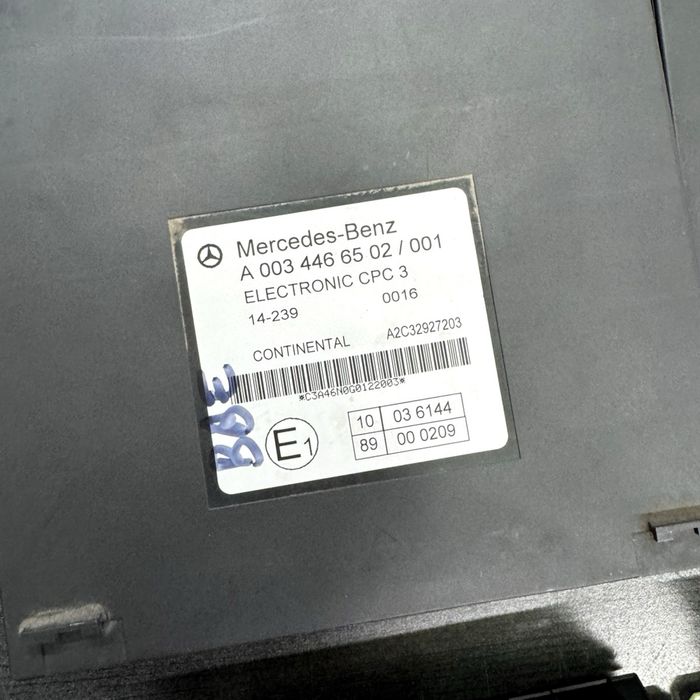 Mercedes-Benz
A 003 446 65 02 / 001
ELECTRONIC CPC 3
14-239 0016
CONTINENTAL A2C32927203
*C3A46N0G0122003*
BBE
E1
10 03 6144
89 00 0209